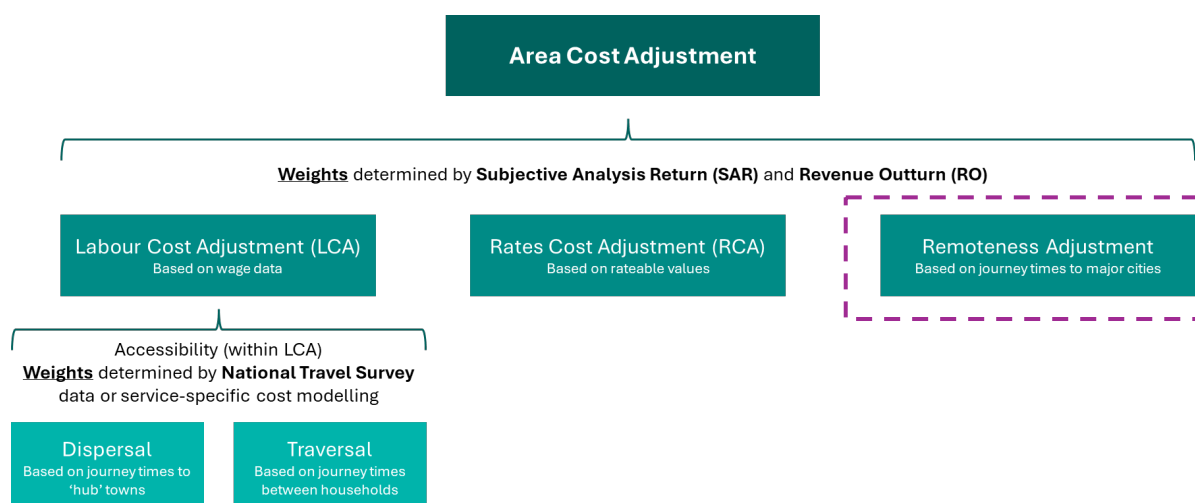 Area Cost Adjustment
Weights determined by Subjective Analysis Return (SAR) and Revenue Outturn (RO)
Labour Cost Adjustment (LCA)
Based on wage data
Rates Cost Adjustment (RCA)
Based on rateable values
Remoteness Adjustment
Based on journey times to major cities
Accessibility (within LCA)
Weights determined by National Travel Survey
data or service-specific cost modelling
Dispersal
Based on journey times to
‘hub’ towns
Traversal
Based on journey times
between households